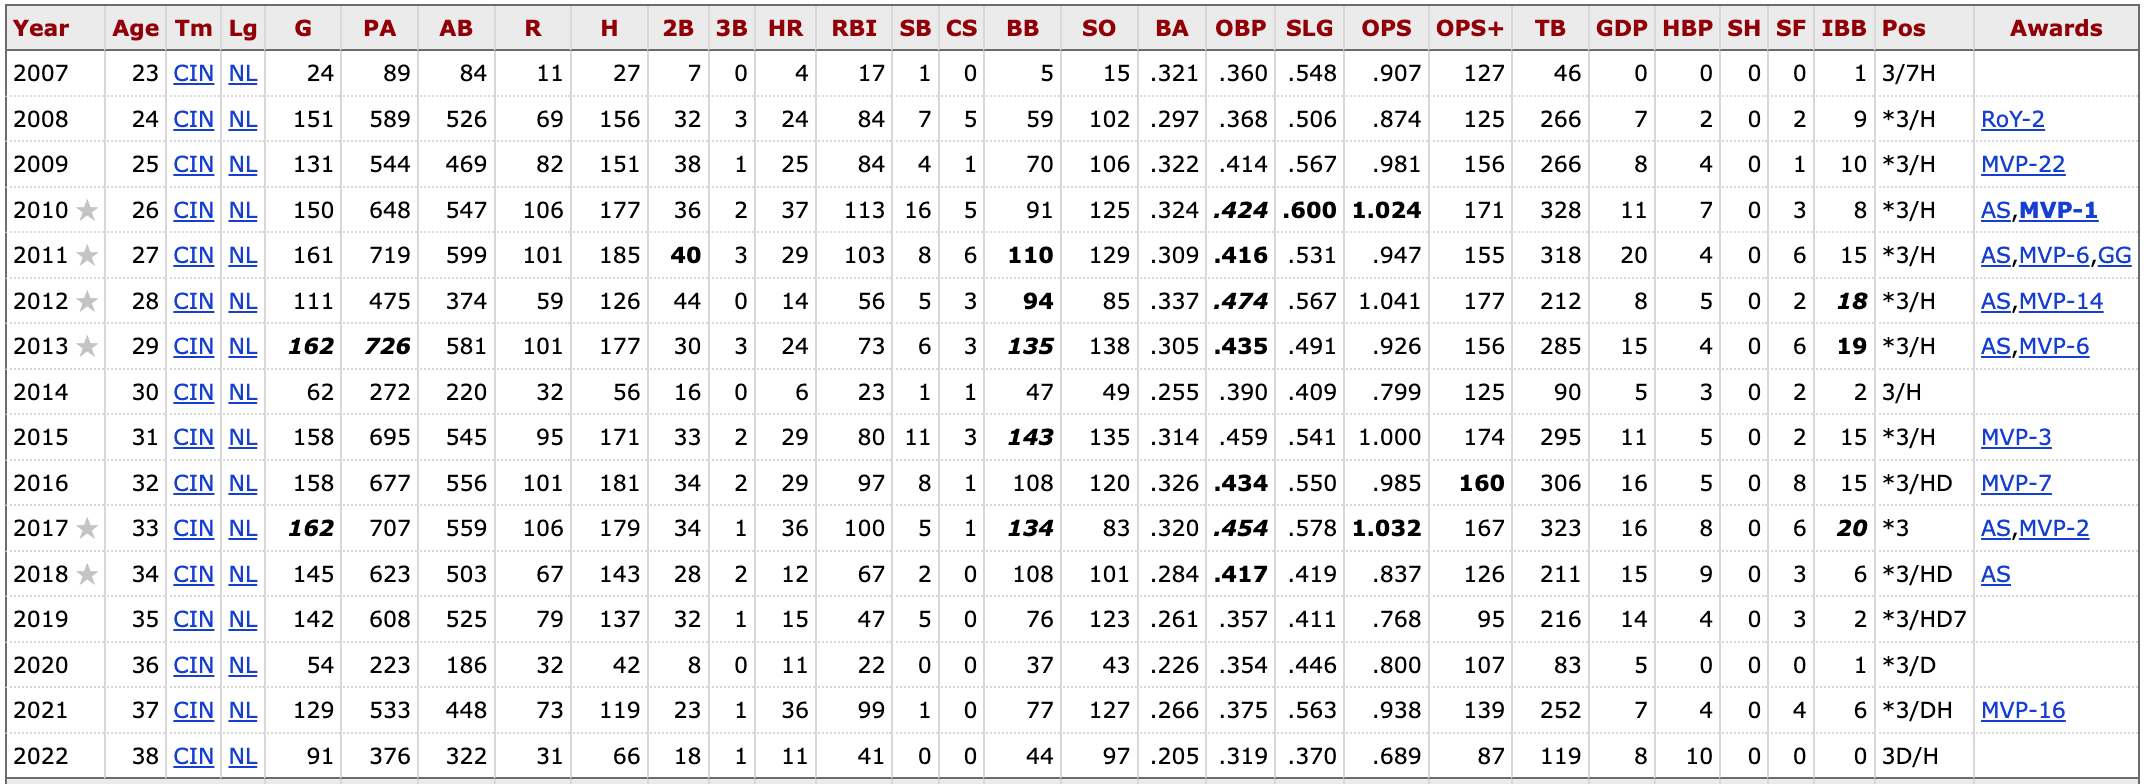 Year Age Tm Lg G PA AB R H 2B 3B HR RBI SB CS BB SO BA OBP SLG OPS OPS+ TB GDP HBP SH SF IBB Pos Awards
2007 23 CIN NL 24 89 84 11 27 7 0 4 17 1 0 5 15 .321 .360 .548 .907 127 46 0 0 0 0 1 3/7H
2008 24 CIN NL 151 589 526 69 156 32 3 24 84 7 5 59 102 .297 .368 .506 .874 125 266 7 2 0 2 9 *3/H RoY-2
2009 25 CIN NL 131 544 469 82 151 38 1 25 84 4 1 70 106 .322 .414 .567 .981 156 266 8 4 0 1 10 *3/H MVP-22
2010 ★ 26 CIN NL 150 648 547 106 177 36 2 37 113 16 5 91 125 .324 .424 .600 1.024 171 328 11 7 0 3 8 *3/H AS,MVP-1
2011 ★ 27 CIN NL 161 719 599 101 185 40 3 29 103 8 6 110 129 .309 .416 .531 .947 155 318 20 4 0 6 15 *3/H AS,MVP-6,GG
2012 ★ 28 CIN NL 111 475 374 59 126 44 0 14 56 5 3 94 85 .337 .474 .567 1.041 177 212 8 5 0 2 18 *3/H AS,MVP-14
2013 ★ 29 CIN NL 162 726 581 101 177 30 3 24 73 6 3 135 138 .305 .435 .491 .926 156 285 15 4 0 6 19 *3/H AS,MVP-6
2014 30 CIN NL 62 272 220 32 56 16 0 6 23 1 1 47 49 .255 .390 .409 .799 125 90 5 3 0 2 2 3/H
2015 31 CIN NL 158 695 545 95 171 33 2 29 80 11 3 143 135 .314 .459 .541 1.000 174 295 11 5 0 2 15 *3/H MVP-3
2016 32 CIN NL 158 677 556 101 181 34 2 29 97 8 1 108 120 .326 .434 .550 .985 160 306 16 5 0 8 15 *3/HD MVP-7
2017 ★ 33 CIN NL 162 707 559 106 179 34 1 36 100 5 1 134 83 .320 .454 .578 1.032 167 323 16 8 0 6 20 *3 AS,MVP-2
2018 ★ 34 CIN NL 145 623 503 67 143 28 2 12 67 2 0 108 101 .284 .417 .419 .837 126 211 15 9 0 3 6 *3/HD AS
2019 35 CIN NL 142 608 525 79 137 32 1 15 47 5 0 76 123 .261 .357 .411 .768 95 216 14 4 0 3 2 *3/HD7
2020 36 CIN NL 54 223 186 32 42 8 0 11 22 0 0 37 43 .226 .354 .446 .800 107 83 5 0 0 0 1 *3/D
2021 37 CIN NL 129 533 448 73 119 23 1 36 99 1 0 77 127 .266 .375 .563 .938 139 252 7 4 0 4 6 *3/DH MVP-16
2022 38 CIN NL 91 376 322 31 66 18 1 11 41 0 0 44 97 .205 .319 .370 .689 87 119 8 10 0 0 0 3D/H